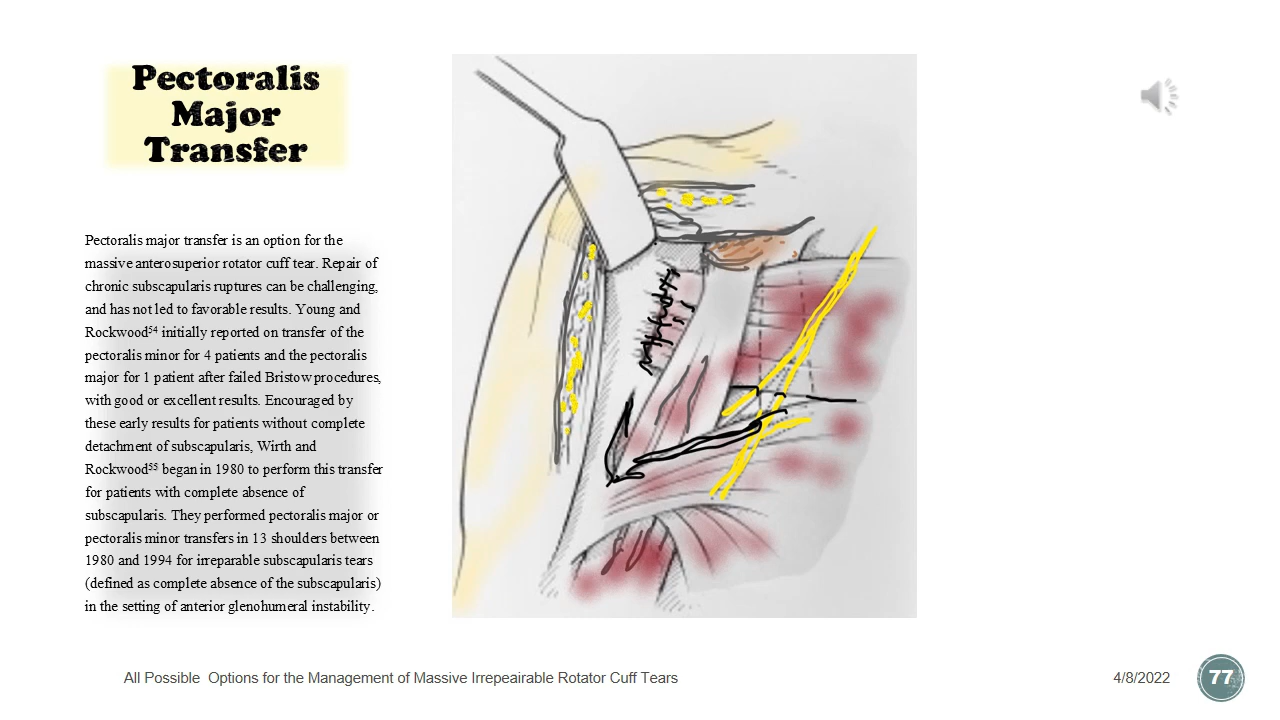 Pectoralis
Major
Transfer
Pectoralis major transfer is an option for the
massive anterosuperior rotator cuff tear. Repair of
chronic subscapularis ruptures can be challenging,
and has not led to favorable results. Young and
Rockwood⁵⁴ initially reported on transfer of the
pectoralis minor for 4 patients and the pectoralis
major for 1 patient after failed Bristow procedures,
with good or excellent results. Encouraged by
these early results for patients without complete
detachment of subscapularis, Wirth and
Rockwood⁵⁵ began in 1980 to perform this transfer
for patients with complete absence of
subscapularis. They performed pectoralis major or
pectoralis minor transfers in 13 shoulders between
1980 and 1994 for irreparable subscapularis tears
(defined as complete absence of the subscapularis)
in the setting of anterior glenohumeral instability.
All Possible  Options for the Management of Massive Irrepeairable Rotator Cuff Tears
4/8/2022
77